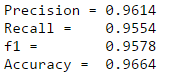 Precision = 0.9614
Recall = 0.9554
f1 = 0.9578
Accuracy = 0.9664